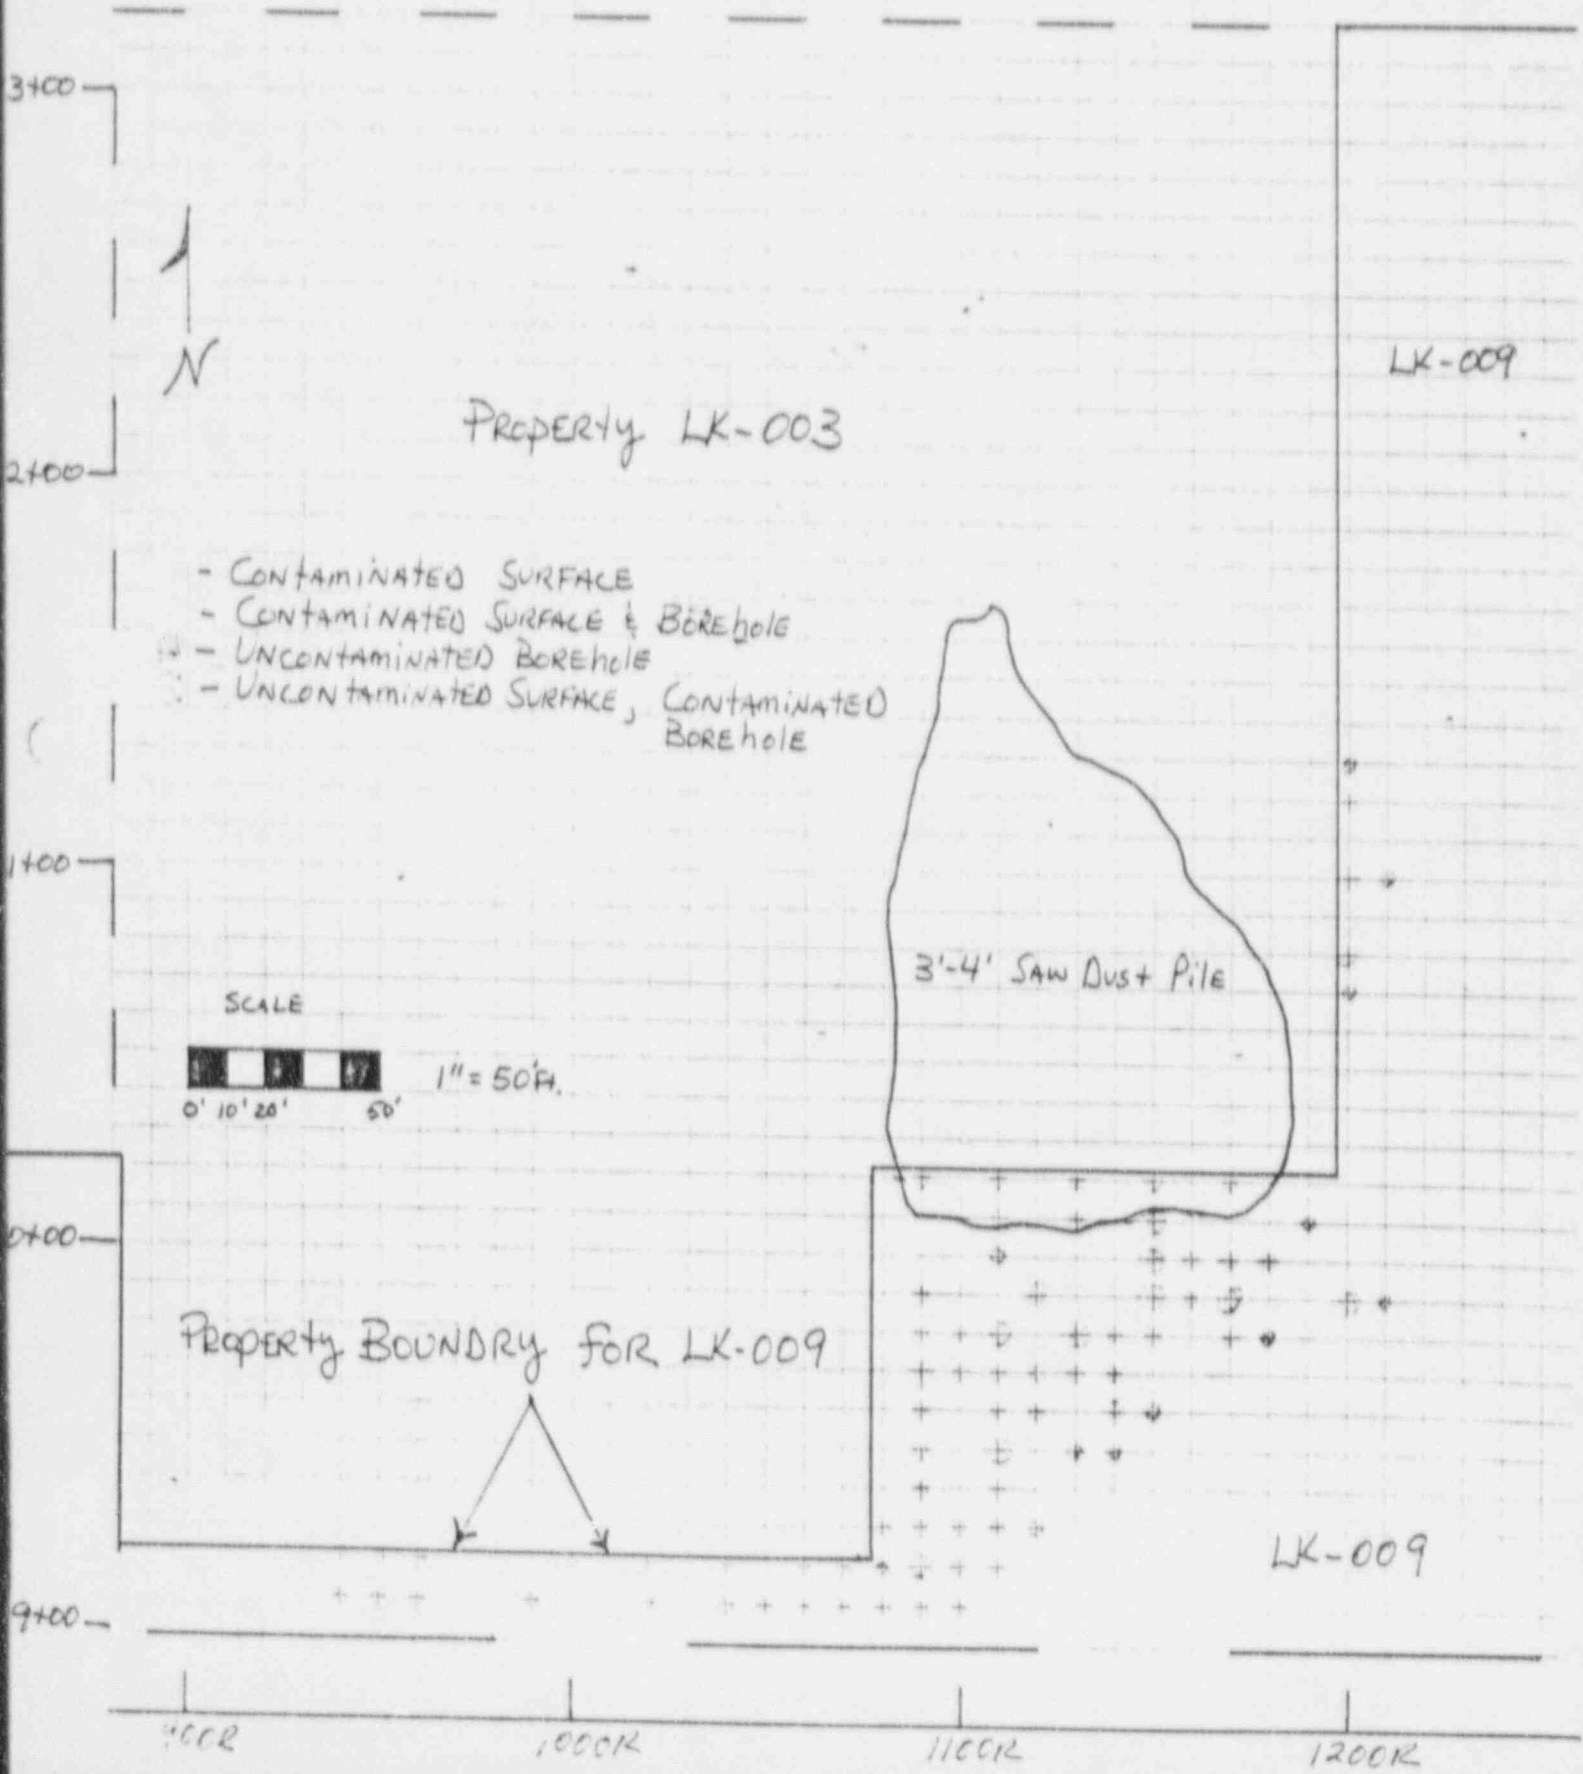 3+00
N
LK-009
Property LK-003
2+00
- Contaminated Surface
- Contaminated Surface & Borehole
- Uncontaminated Borehole
- Uncontaminated Surface, Contaminated
Borehole
1+00
3'-4' Saw Dust Pile
SCALE
1" = 50'Ft.
0' 10' 20' 50'
0+00
Property Boundry for LK-009
LK-009
9+00
900R 1000R 1100R 1200R